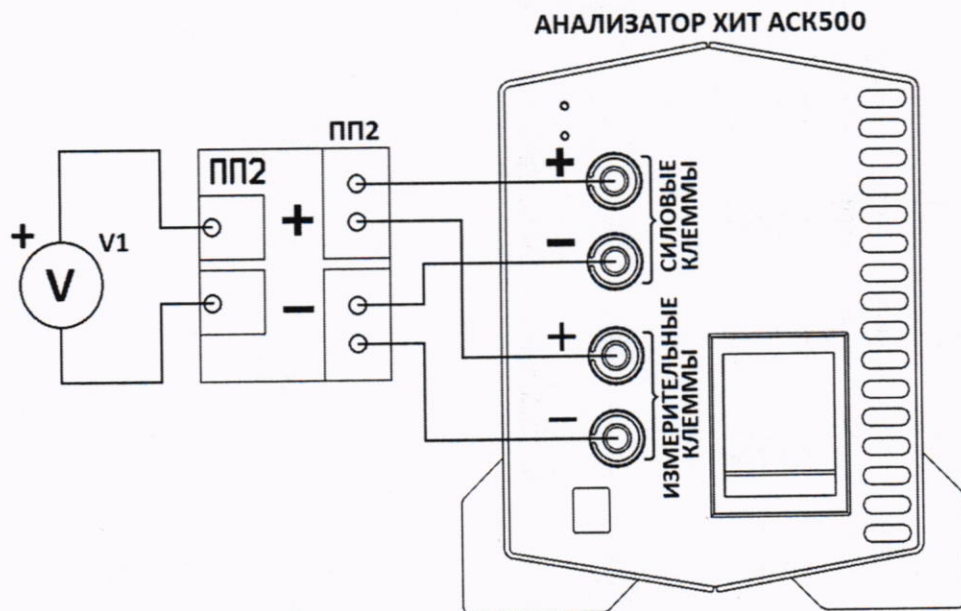 АНАЛИЗАТОР ХИТ АСК500
ПП2
ПП2
+
-
+ V1
V
+
-
СИЛОВЫЕ
КЛЕММЫ
+
-
ИЗМЕРИТЕЛЬНЫЕ
КЛЕММЫ